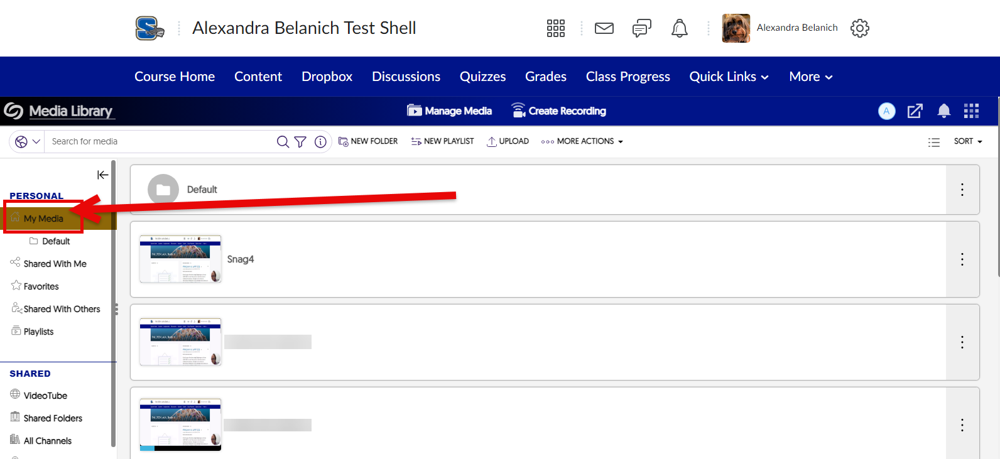 Alexandra Belanich Test Shell
Alexandra Belanich
Course Home Content Dropbox Discussions Quizzes Grades Class Progress Quick Links More
Media Library Manage Media Create Recording A
Search for media NEW FOLDER NEW PLAYLIST UPLOAD MORE ACTIONS SORT
PERSONAL
My Media
Default
Shared With Me
Favorites
Shared With Others
Playlists
SHARED
VideoTube
Shared Folders
All Channels
Default
Snag4